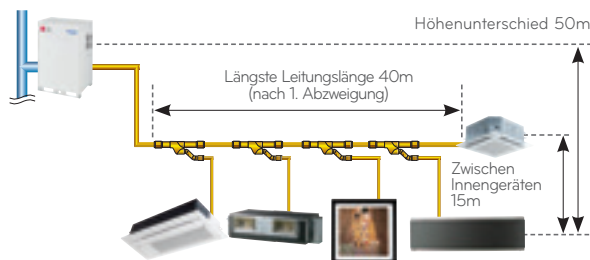 Höhenunterschied 50m
Längste Leitungslänge 40m
(nach 1. Abzweigung)
Zwischen
Innengeräten
15m